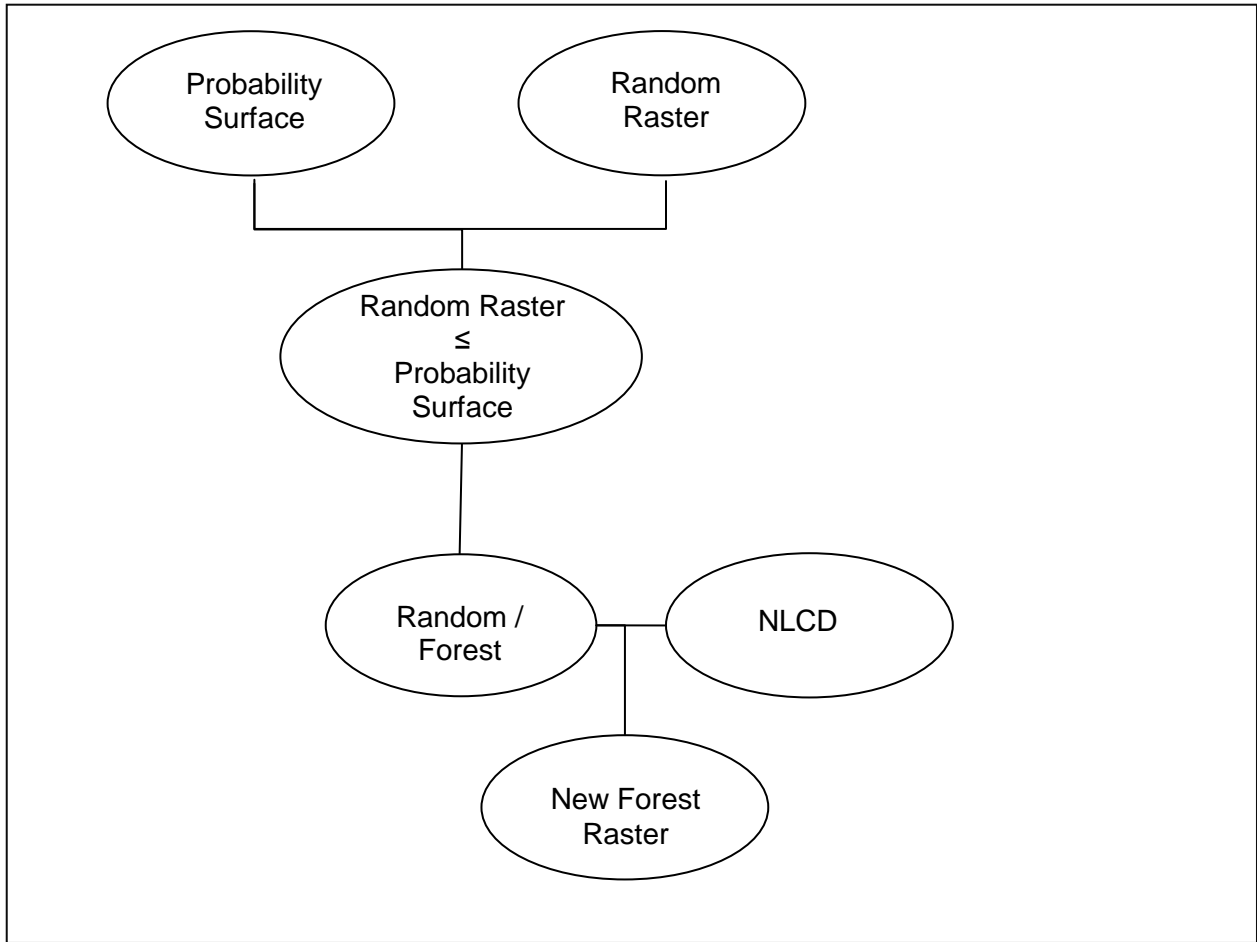 Probability
Surface
Random
Raster
Random Raster
≤
Probability
Surface
Random /
Forest
NLCD
New Forest
Raster